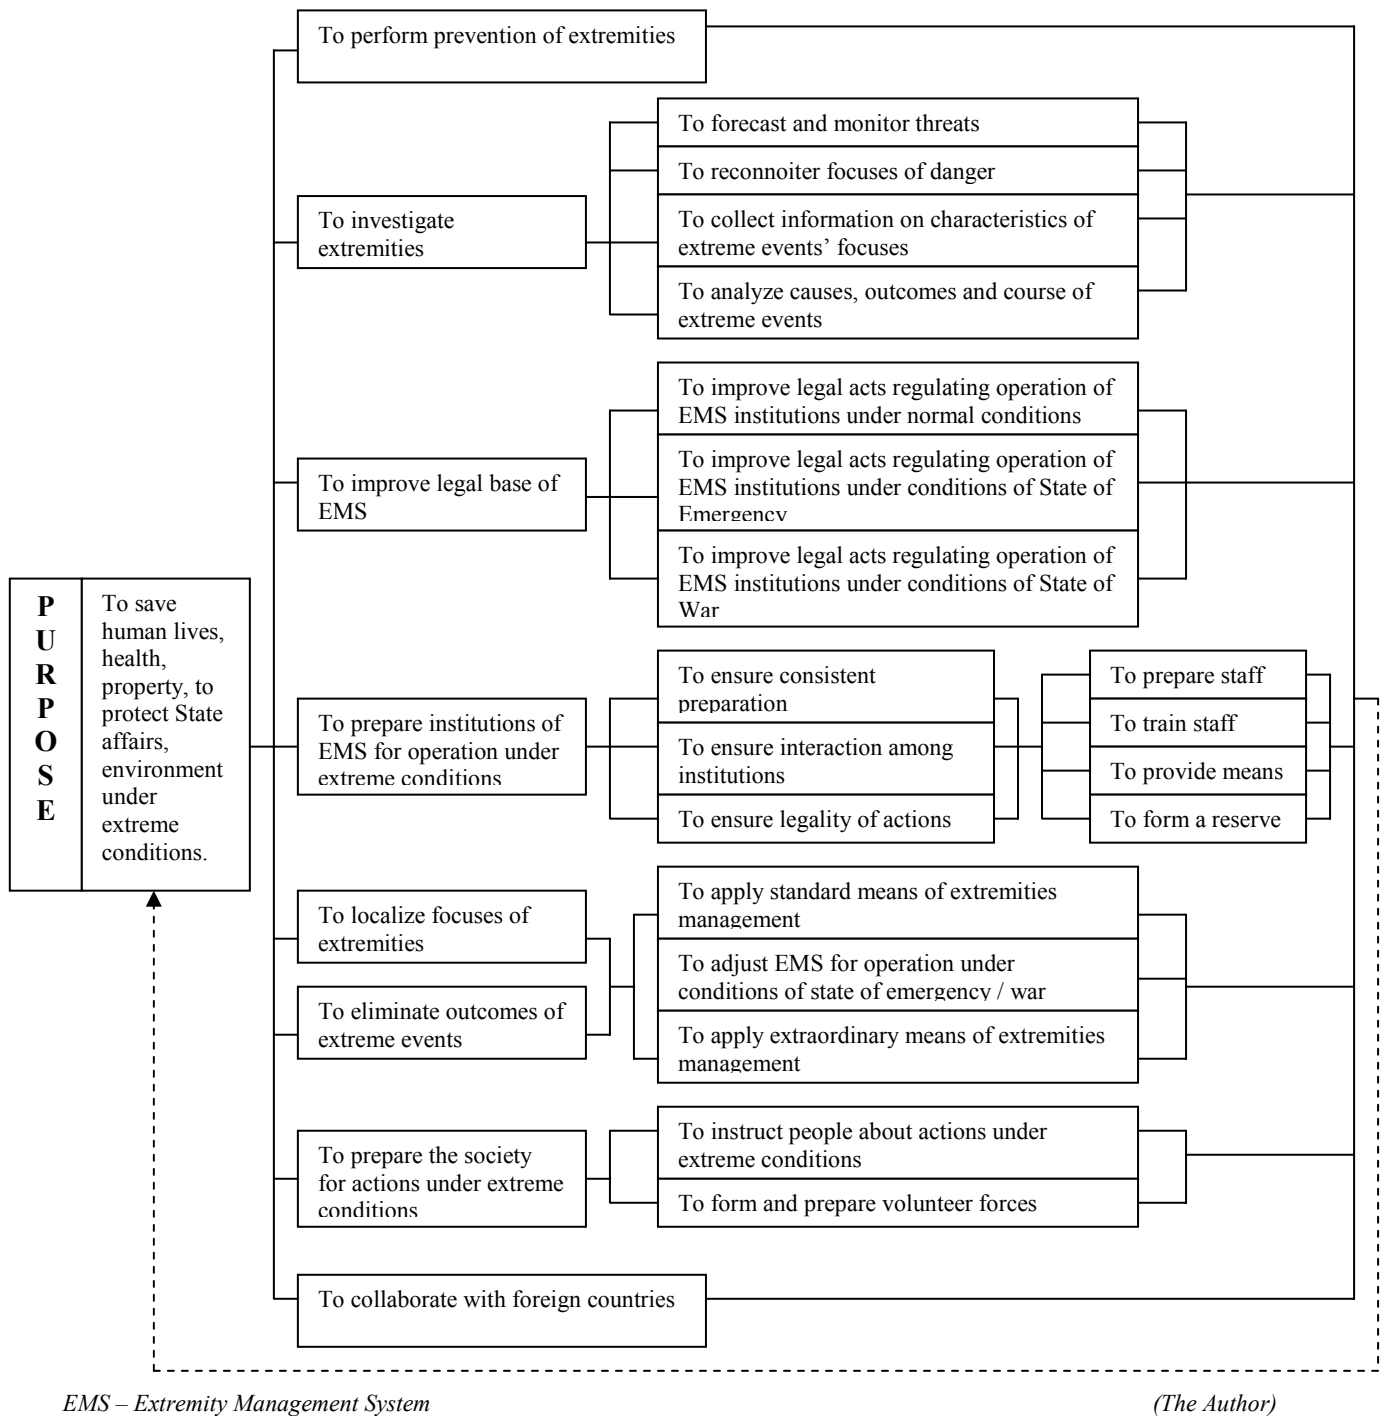 To perform prevention of extremities
To forecast and monitor threats
To reconnoiter focuses of danger
To investigate
extremities
To collect information on characteristics of
extreme events’ focuses
To analyze causes, outcomes and course of
extreme events
To improve legal acts regulating operation of
EMS institutions under normal conditions
To improve legal base of
EMS
To improve legal acts regulating operation of
EMS institutions under conditions of State of
Emergency
To improve legal acts regulating operation of
EMS institutions under conditions of State of
War
P
U
R
P
O
S
E
To save
human lives,
health,
property, to
protect State
affairs,
environment
under
extreme
conditions.
To prepare institutions of
EMS for operation under
extreme conditions
To ensure consistent
preparation
To ensure interaction among
institutions
To ensure legality of actions
To prepare staff
To train staff
To provide means
To form a reserve
To localize focuses of
extremities
To eliminate outcomes of
extreme events
To apply standard means of extremities
management
To adjust EMS for operation under
conditions of state of emergency / war
To apply extraordinary means of extremities
management
To prepare the society
for actions under extreme
conditions
To instruct people about actions under
extreme conditions
To form and prepare volunteer forces
To collaborate with foreign countries
EMS – Extremity Management System
(The Author)